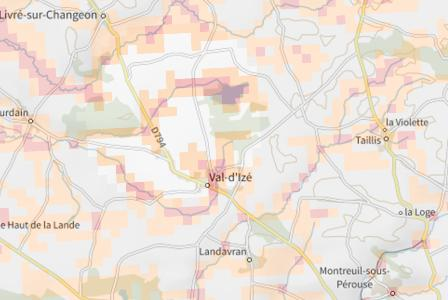 Livré-sur-Changeon
ourdain
D794
la Violette
Taillis
Val-d'Izé
la Loge
e Haut de la Lande
Landavran
Montreuil-sous-
Pérouse